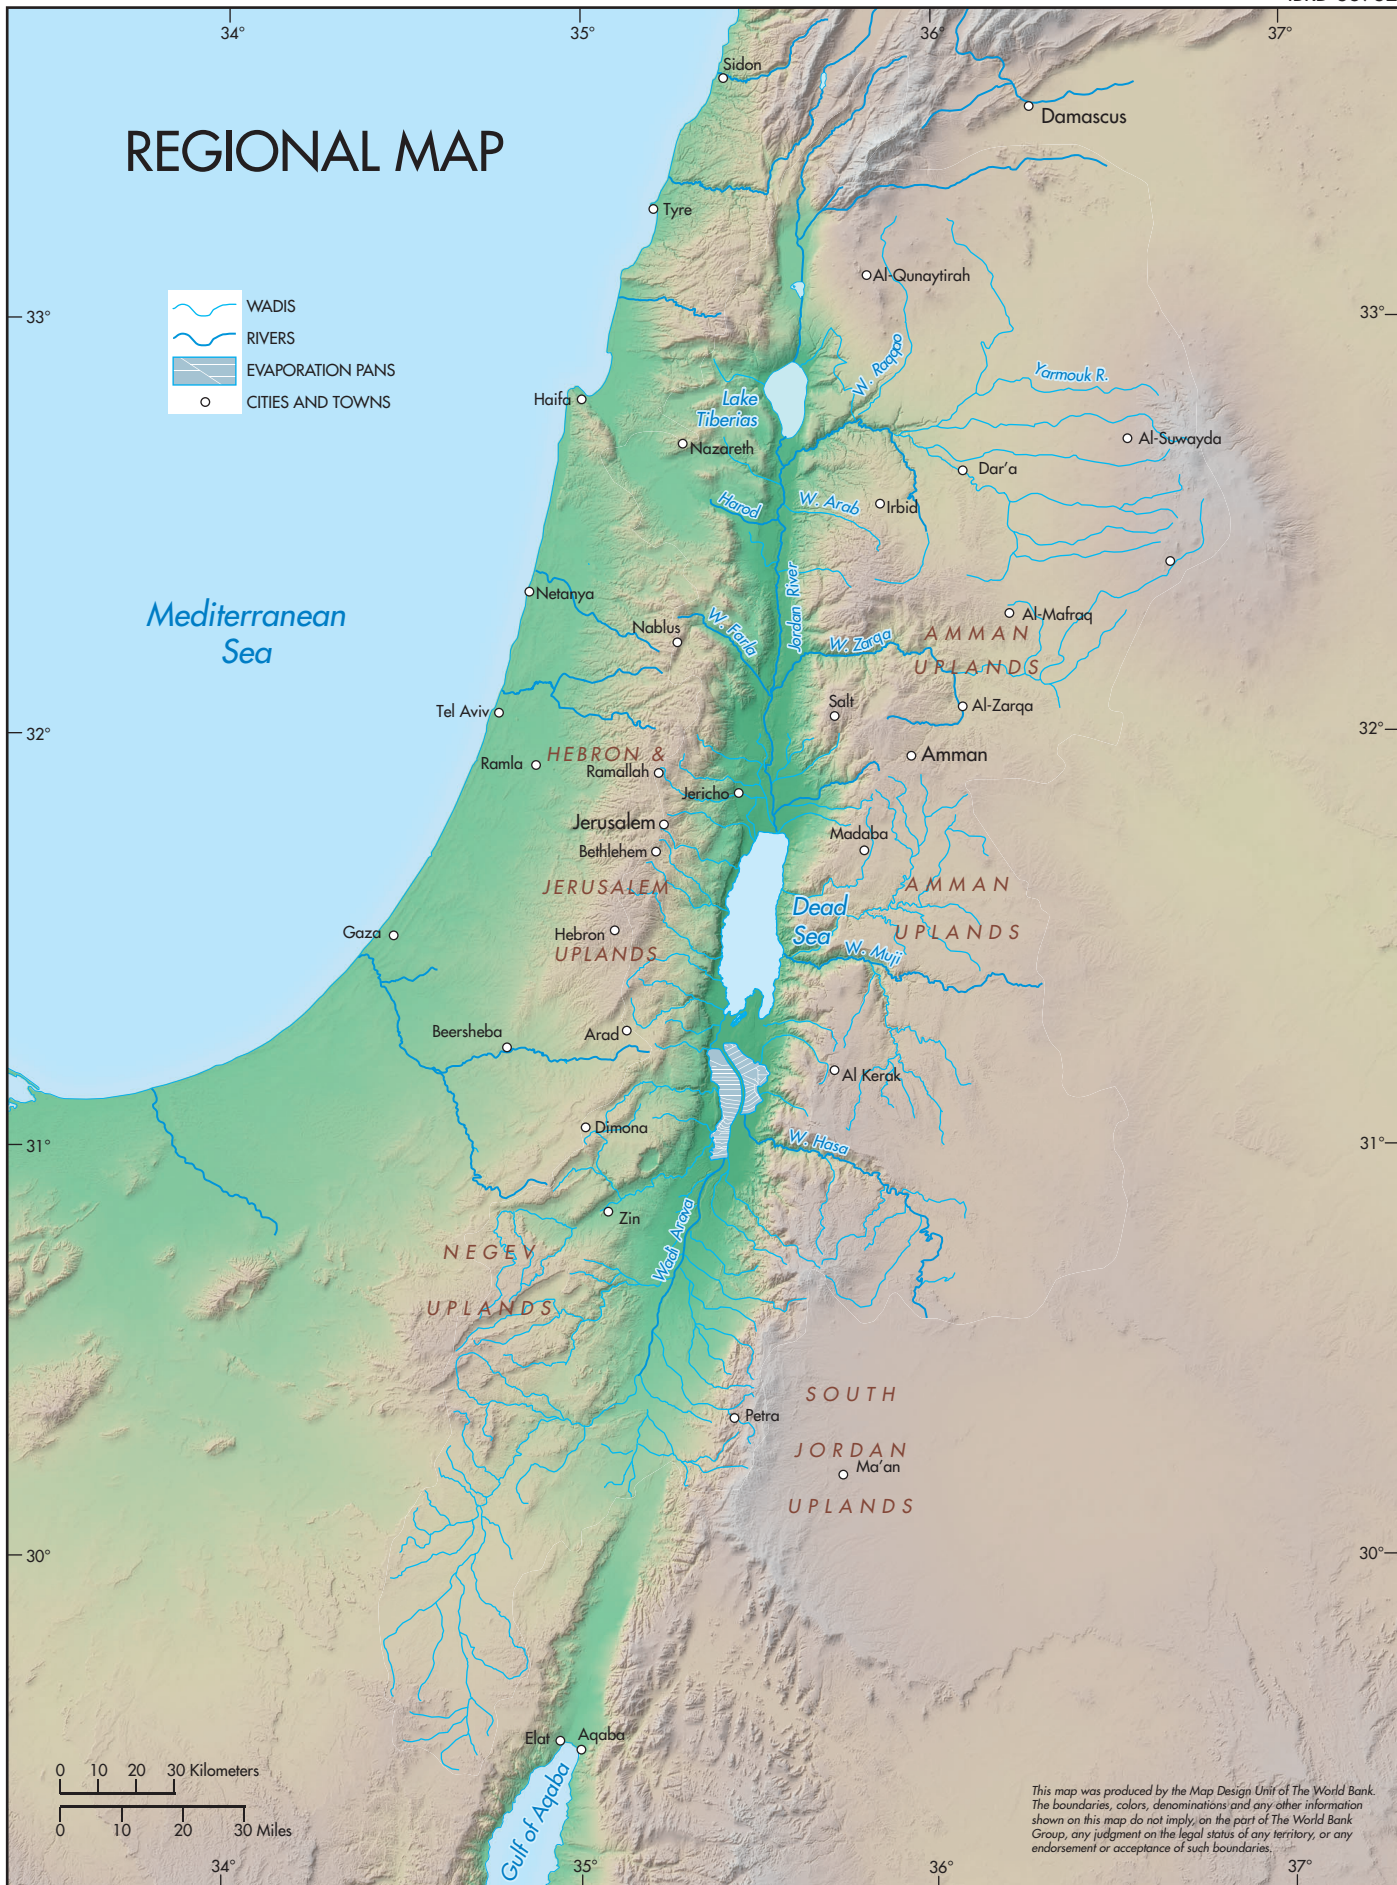 34°
35°
36°
37°
Sidon
Damascus
REGIONAL MAP
Tyre
Al-Qunaytirah
WADIS
RIVERS
EVAPORATION PANS
CITIES AND TOWNS
33°
33°
W. Raqqao
Yarmouk R.
Haifa
Lake
Tiberias
Nazareth
Al-Suwayda
Dar'a
Harod
W. Arab
Irbid
Jordan River
Netanya
Mediterranean
Sea
Nablus
W. Farla
W. Zarqa
Al-Mafraq
AMMAN
UPLANDS
Tel Aviv
Salt
Al-Zarqa
32°
32°
HEBRON &
Ramla
Ramallah
Amman
Jericho
Jerusalem
Madaba
Bethlehem
JERUSALEM
AMMAN
Dead
Sea
Gaza
Hebron
UPLANDS
UPLANDS
W. Muji
Beersheba
Arad
Al Kerak
Dimona
W. Hasa
31°
31°
Zin
Wadi Arava
NEGEV
UPLANDS
SOUTH
Petra
JORDAN
Ma'an
UPLANDS
30°
30°
Elat
Aqaba
Gulf of Aqaba
0 10 20 30 Kilometers
0 10 20 30 Miles
This map was produced by the Map Design Unit of The World Bank.
The boundaries, colors, denominations and any other information
shown on this map do not imply, on the part of The World Bank
Group, any judgment on the legal status of any territory, or any
endorsement or acceptance of such boundaries.
34°
35°
36°
37°